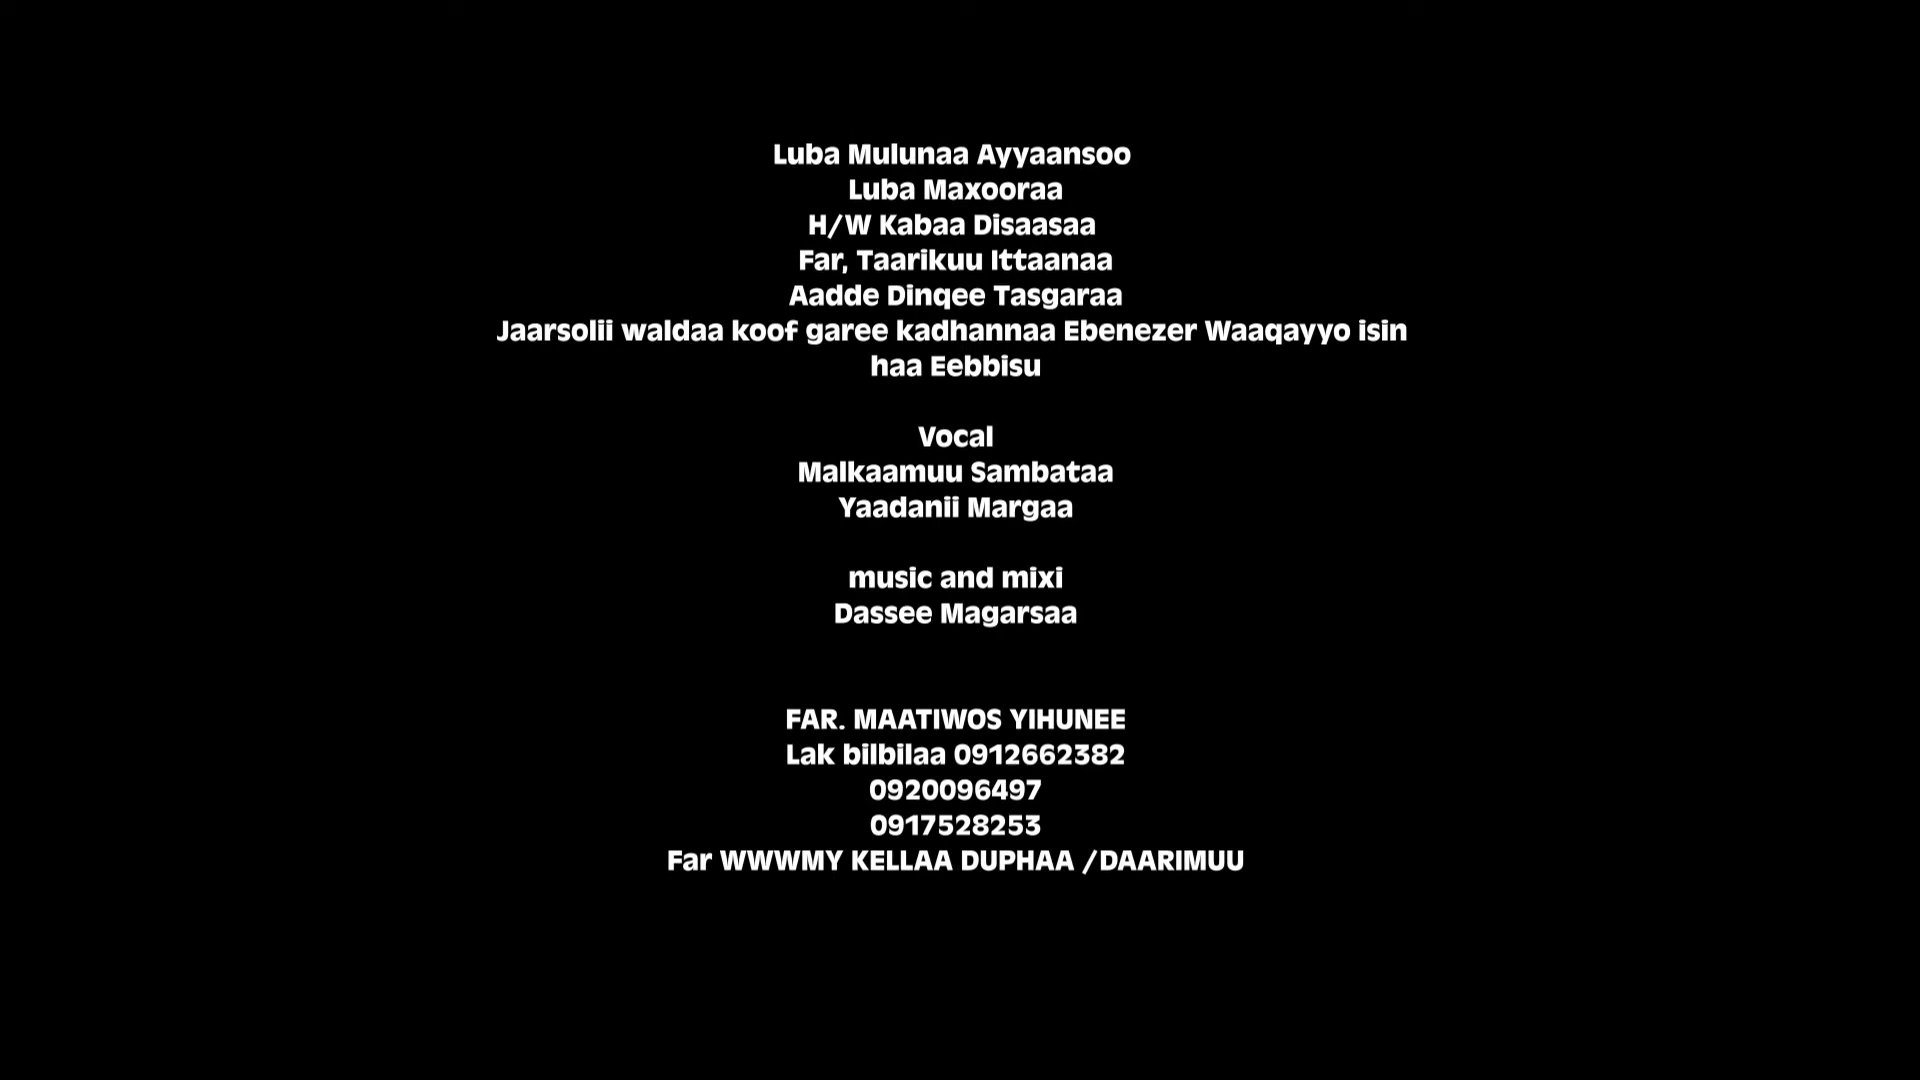 Luba Mulunaa Ayyaansoo
Luba Maxooraa
H/W Kabaa Disaasaa
Far, Taarikuu Ittaanaa
Aadde Dinqee Tasgaraa
Jaarsolii waldaa koof garee kadhannaa Ebenezer Waaqayyo isin
haa Eebbisu
Vocal
Malkaamuu Sambataa
Yaadanii Margaa
music and mixi
Dassee Magarsaa
FAR. MAATIWOS YIHUNEE
Lak bilbilaa 0912662382
0920096497
0917528253
Far WWWMY KELLAA DUPHAA /DAARIMUU